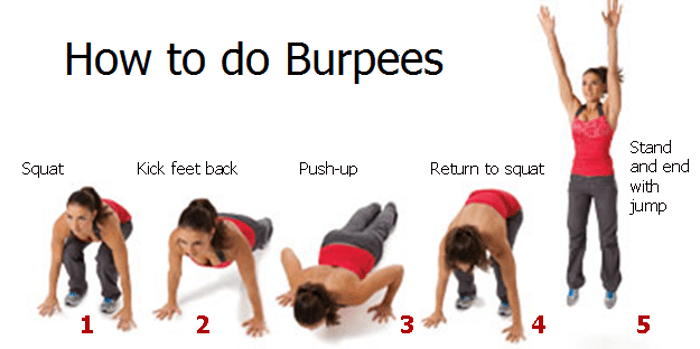 How to do Burpees
Squat
Kick feet back
Push-up
Return to squat
Stand
and end
with
jump
1
2
3
4
5